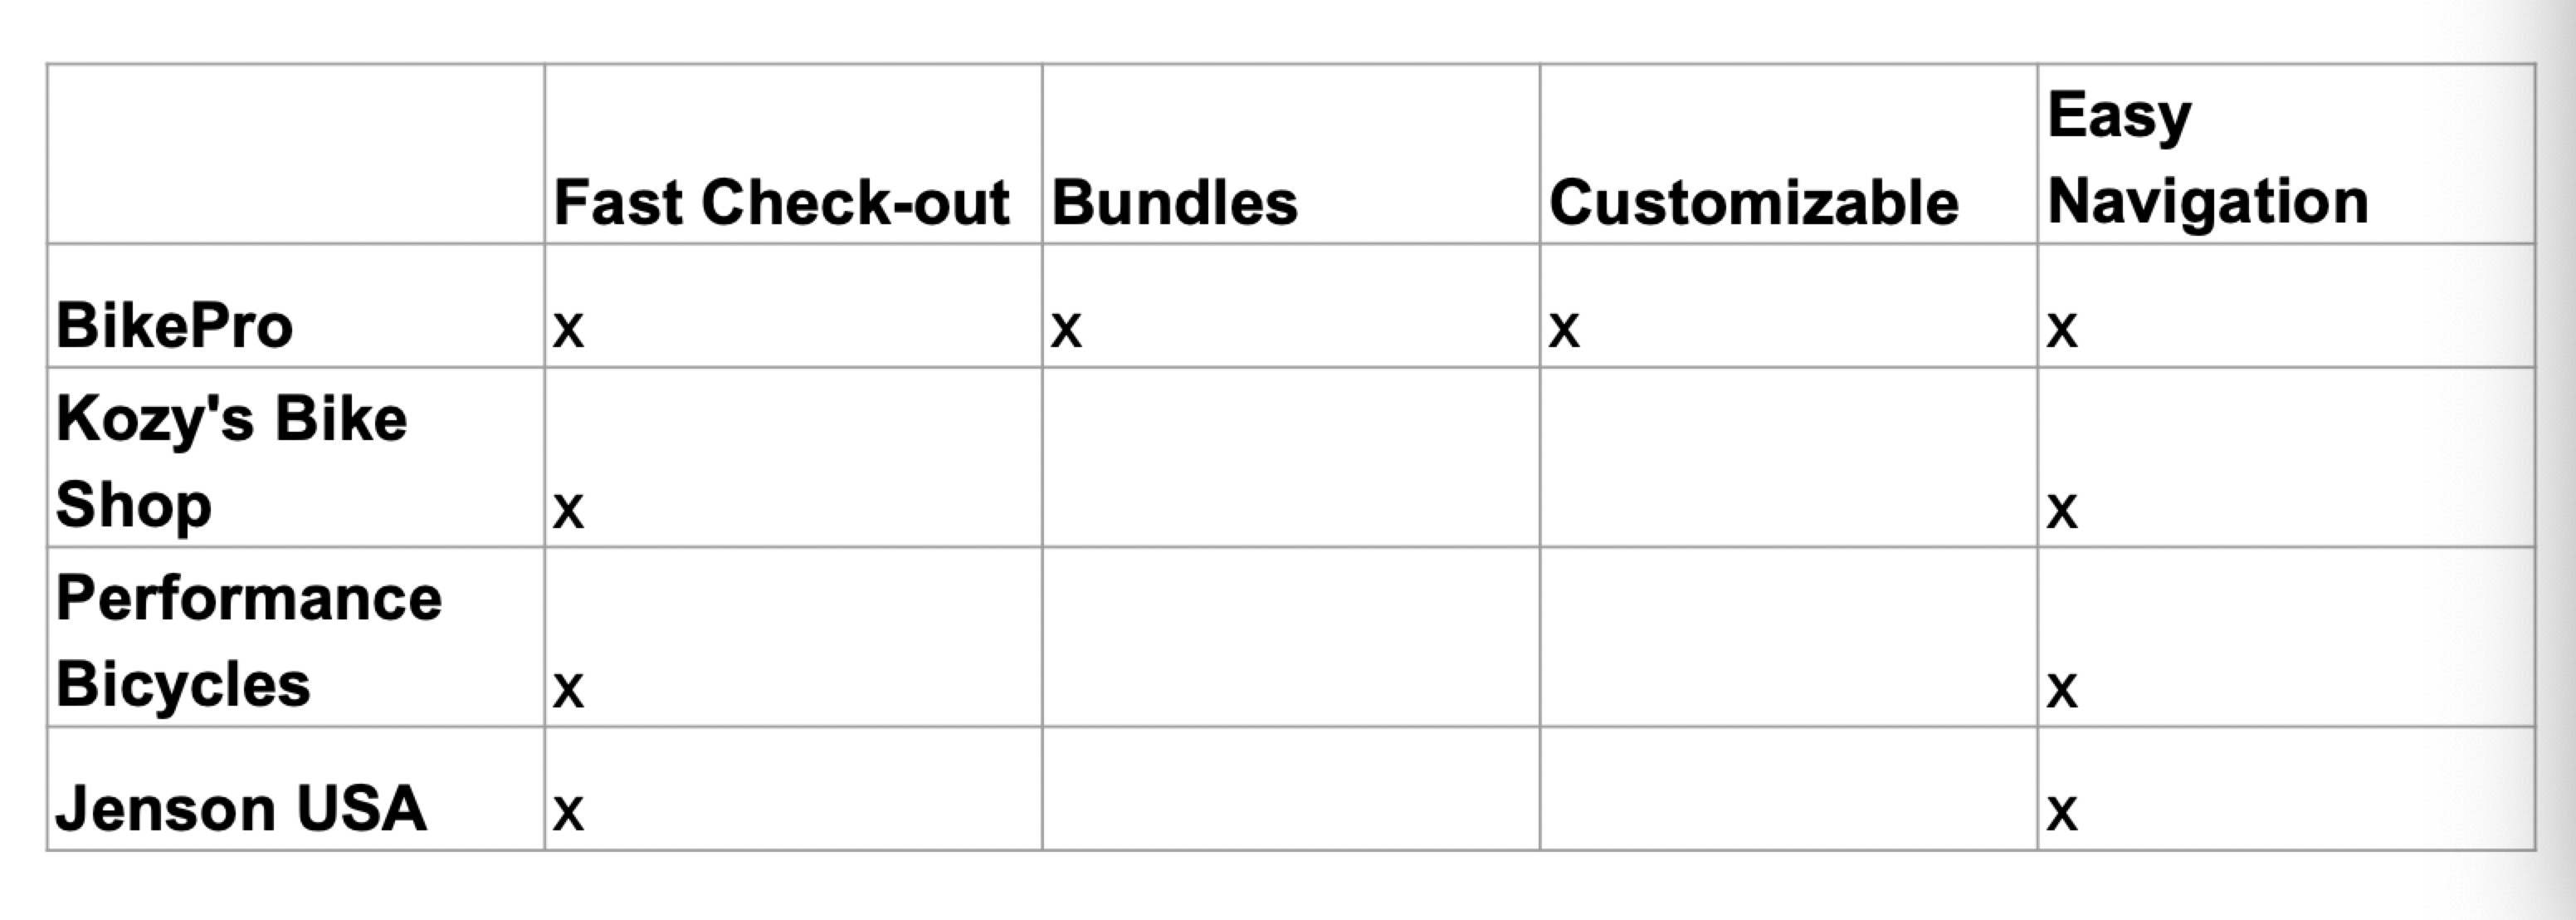 Easy
Fast Check-out Bundles Customizable Navigation
BikePro x x x x
Kozy's Bike
Shop x x
Performance
Bicycles x x
Jenson USA x x